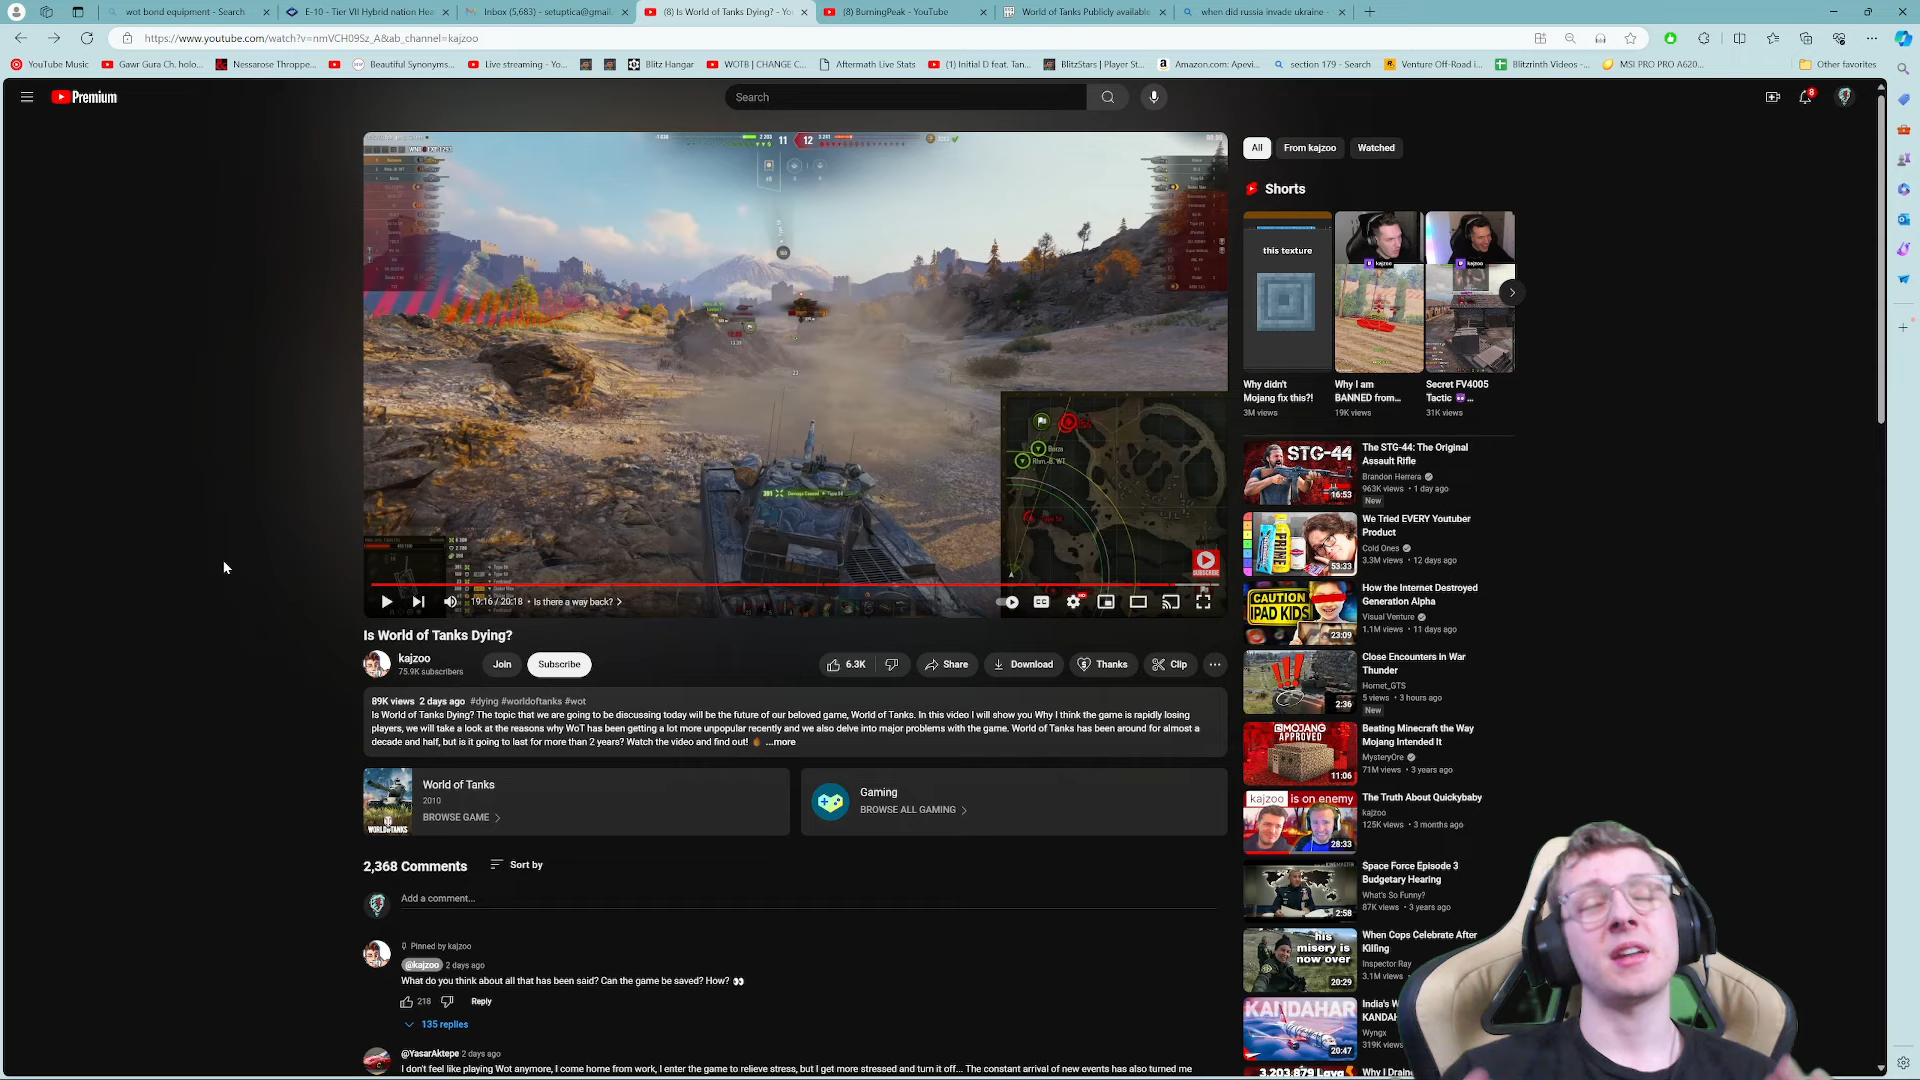 wot bond equipment - Search
E-10 - Tier VII Hybrid nation Hea
Inbox (5,683) - setuptica@gmail.
(8) Is World of Tanks Dying? - Yo
(8) BurningPeak - YouTube
World of Tanks Publicly available
when did russia invade ukraine -
https://www.youtube.com/watch?v=nmVCH09Sz_A&ab_channel=kajzoo
YouTube Music
Gawr Gura Ch. holo...
Nessarose Throppe...
Beautiful Synonyms...
Live streaming - Yo...
Blitz Hangar
WOTB | CHANGE C...
Aftermath Live Stats
(1) Initial D feat. Tan...
BlitzStars | Player St...
Amazon.com: Apevi...
section 179 - Search
Venture Off-Road i...
Blitzrinth Videos -...
MSI PRO PRO A620...
Other favorites
Premium
Search
8
11 12
All
From kajzoo
Watched
Shorts
this texture
kajzoo
kajzoo
Why didn't Mojang fix this?!
3M views
Why I am BANNED from...
19K views
Secret FV4005 Tactic 😈 ...
31K views
SUBSCRIBE
19:16 / 20:18 • Is there a way back?
CC
HD
Is World of Tanks Dying?
kajzoo
75.9K subscribers
Join
Subscribe
6.3K
Share
Download
Thanks
Clip
89K views 2 days ago #dying #worldoftanks #wot
Is World of Tanks Dying? The topic that we are going to be discussing today will be the future of our beloved game, World of Tanks. In this video I will show you Why I think the game is rapidly losing
players, we will take a look at the reasons why WoT has been getting a lot more unpopular recently and we also delve into major problems with the game. World of Tanks has been around for almost a
decade and half, but is it going to last for more than 2 years? Watch the video and find out! ...more
WORLD OF TANKS
World of Tanks
2010
BROWSE GAME
Gaming
BROWSE ALL GAMING
2,368 Comments
Sort by
Add a comment...
Pinned by kajzoo
@kajzoo 2 days ago
What do you think about all that has been said? Can the game be saved? How? 👀
218
Reply
135 replies
@YasarAktepe 2 days ago
I don't feel like playing Wot anymore, I come home from work, I enter the game to relieve stress, but I get more stressed and turn it off... The constant arrival of new events has also turned me
STG-44
16:53
The STG-44: The Original
Assault Rifle
Brandon Herrera
963K views • 1 day ago
New
PRIME
53:33
We Tried EVERY Youtuber
Product
Cold Ones
3.3M views • 12 days ago
CAUTION
IPAD KIDS
23:09
How the Internet Destroyed
Generation Alpha
Visual Venture
1.1M views • 11 days ago
2:36
Close Encounters in War
Thunder
Hornet_GTS
5 views • 3 hours ago
New
MOJANG
APPROVED
11:06
Beating Minecraft the Way
Mojang Intended It
MysteryOre
71M views • 3 years ago
kajzoo is on enemy
28:33
The Truth About Quickybaby
kajzoo
125K views • 3 months ago
2:58
Space Force Episode 3
Budgetary Hearing
What's So Funny?
87K views • 3 years ago
his
misery is
now over
20:29
When Cops Celebrate After
Killing
Inspector Ray
3.1M views
KANDAHAR
20:47
India's W
KANDAH
Wyngx
319K views
3,203,879 Lava
Why I Drain